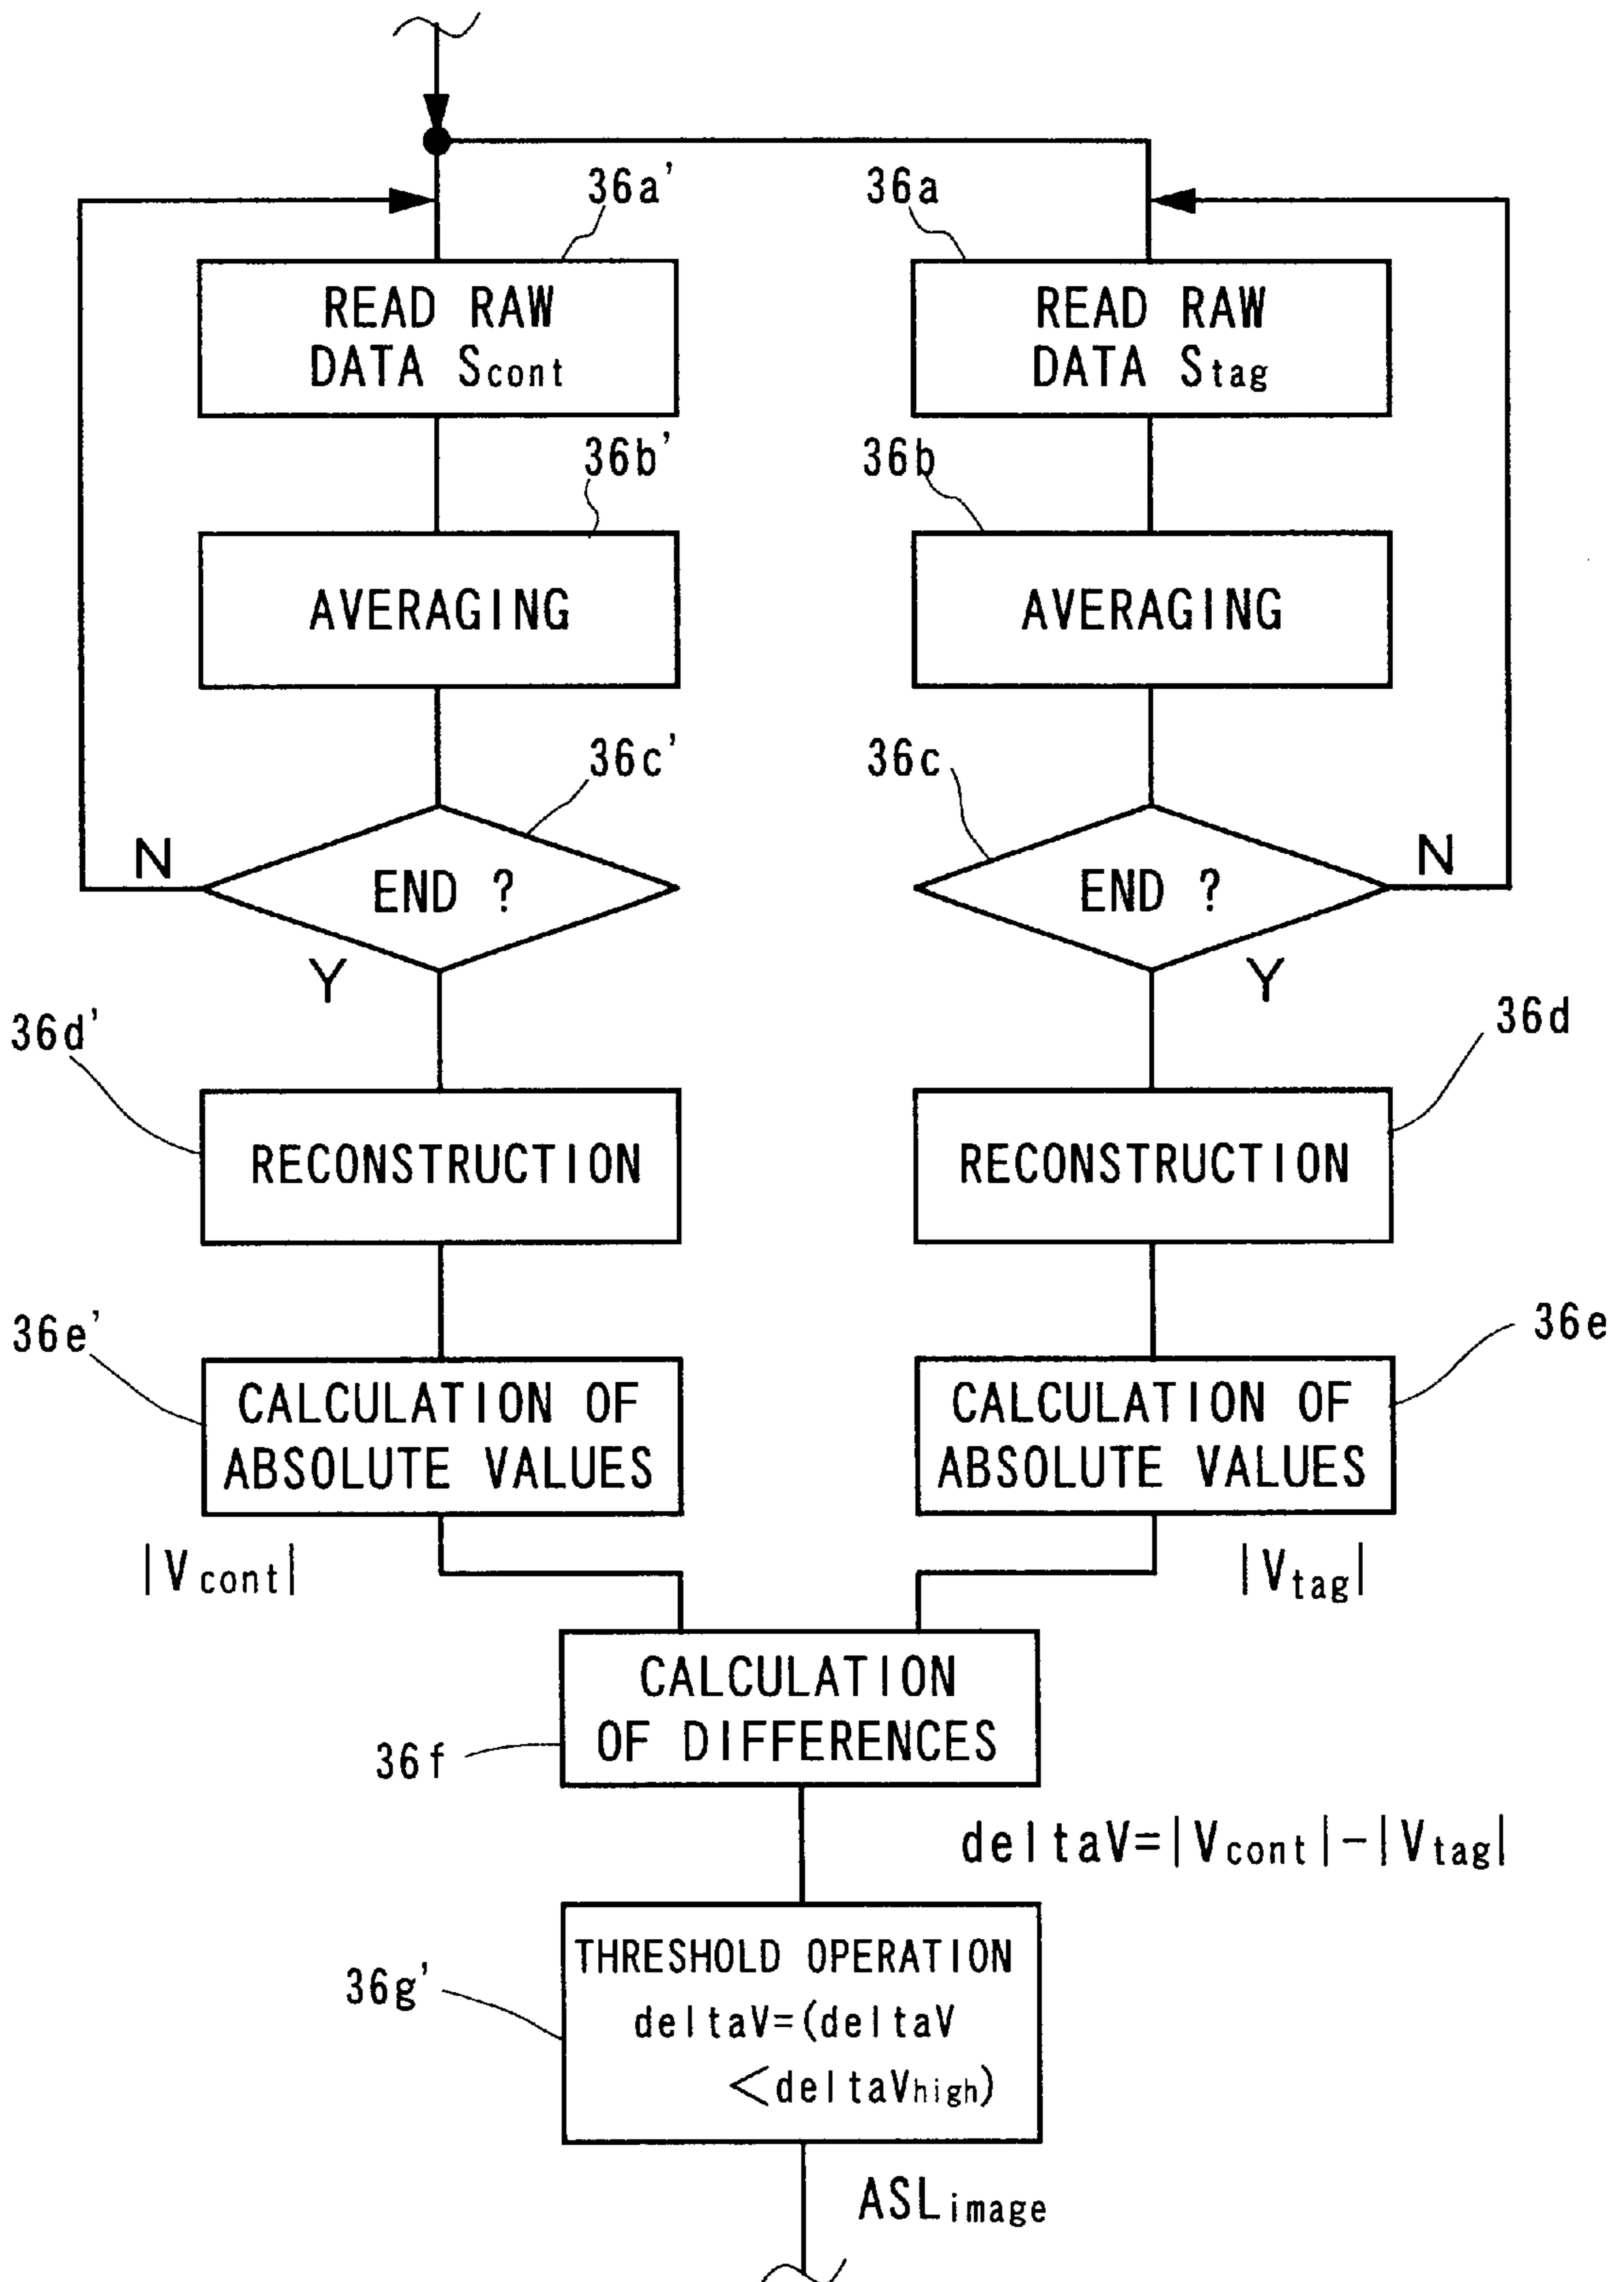 36a'
36a
READ RAW
DATA Scont
READ RAW
DATA Stag
36b'
36b
AVERAGING
AVERAGING
36c'
36c
N
END ?
END ?
N
Y
Y
36d'
36d
RECONSTRUCTION
RECONSTRUCTION
36e'
36e
CALCULATION OF
ABSOLUTE VALUES
CALCULATION OF
ABSOLUTE VALUES
|Vcont|
|Vtag|
CALCULATION
OF DIFFERENCES
36f
deltaV=|Vcont|-|Vtag|
36g'
THRESHOLD OPERATION
deltaV=(deltaV
<deltaVhigh)
ASLimage